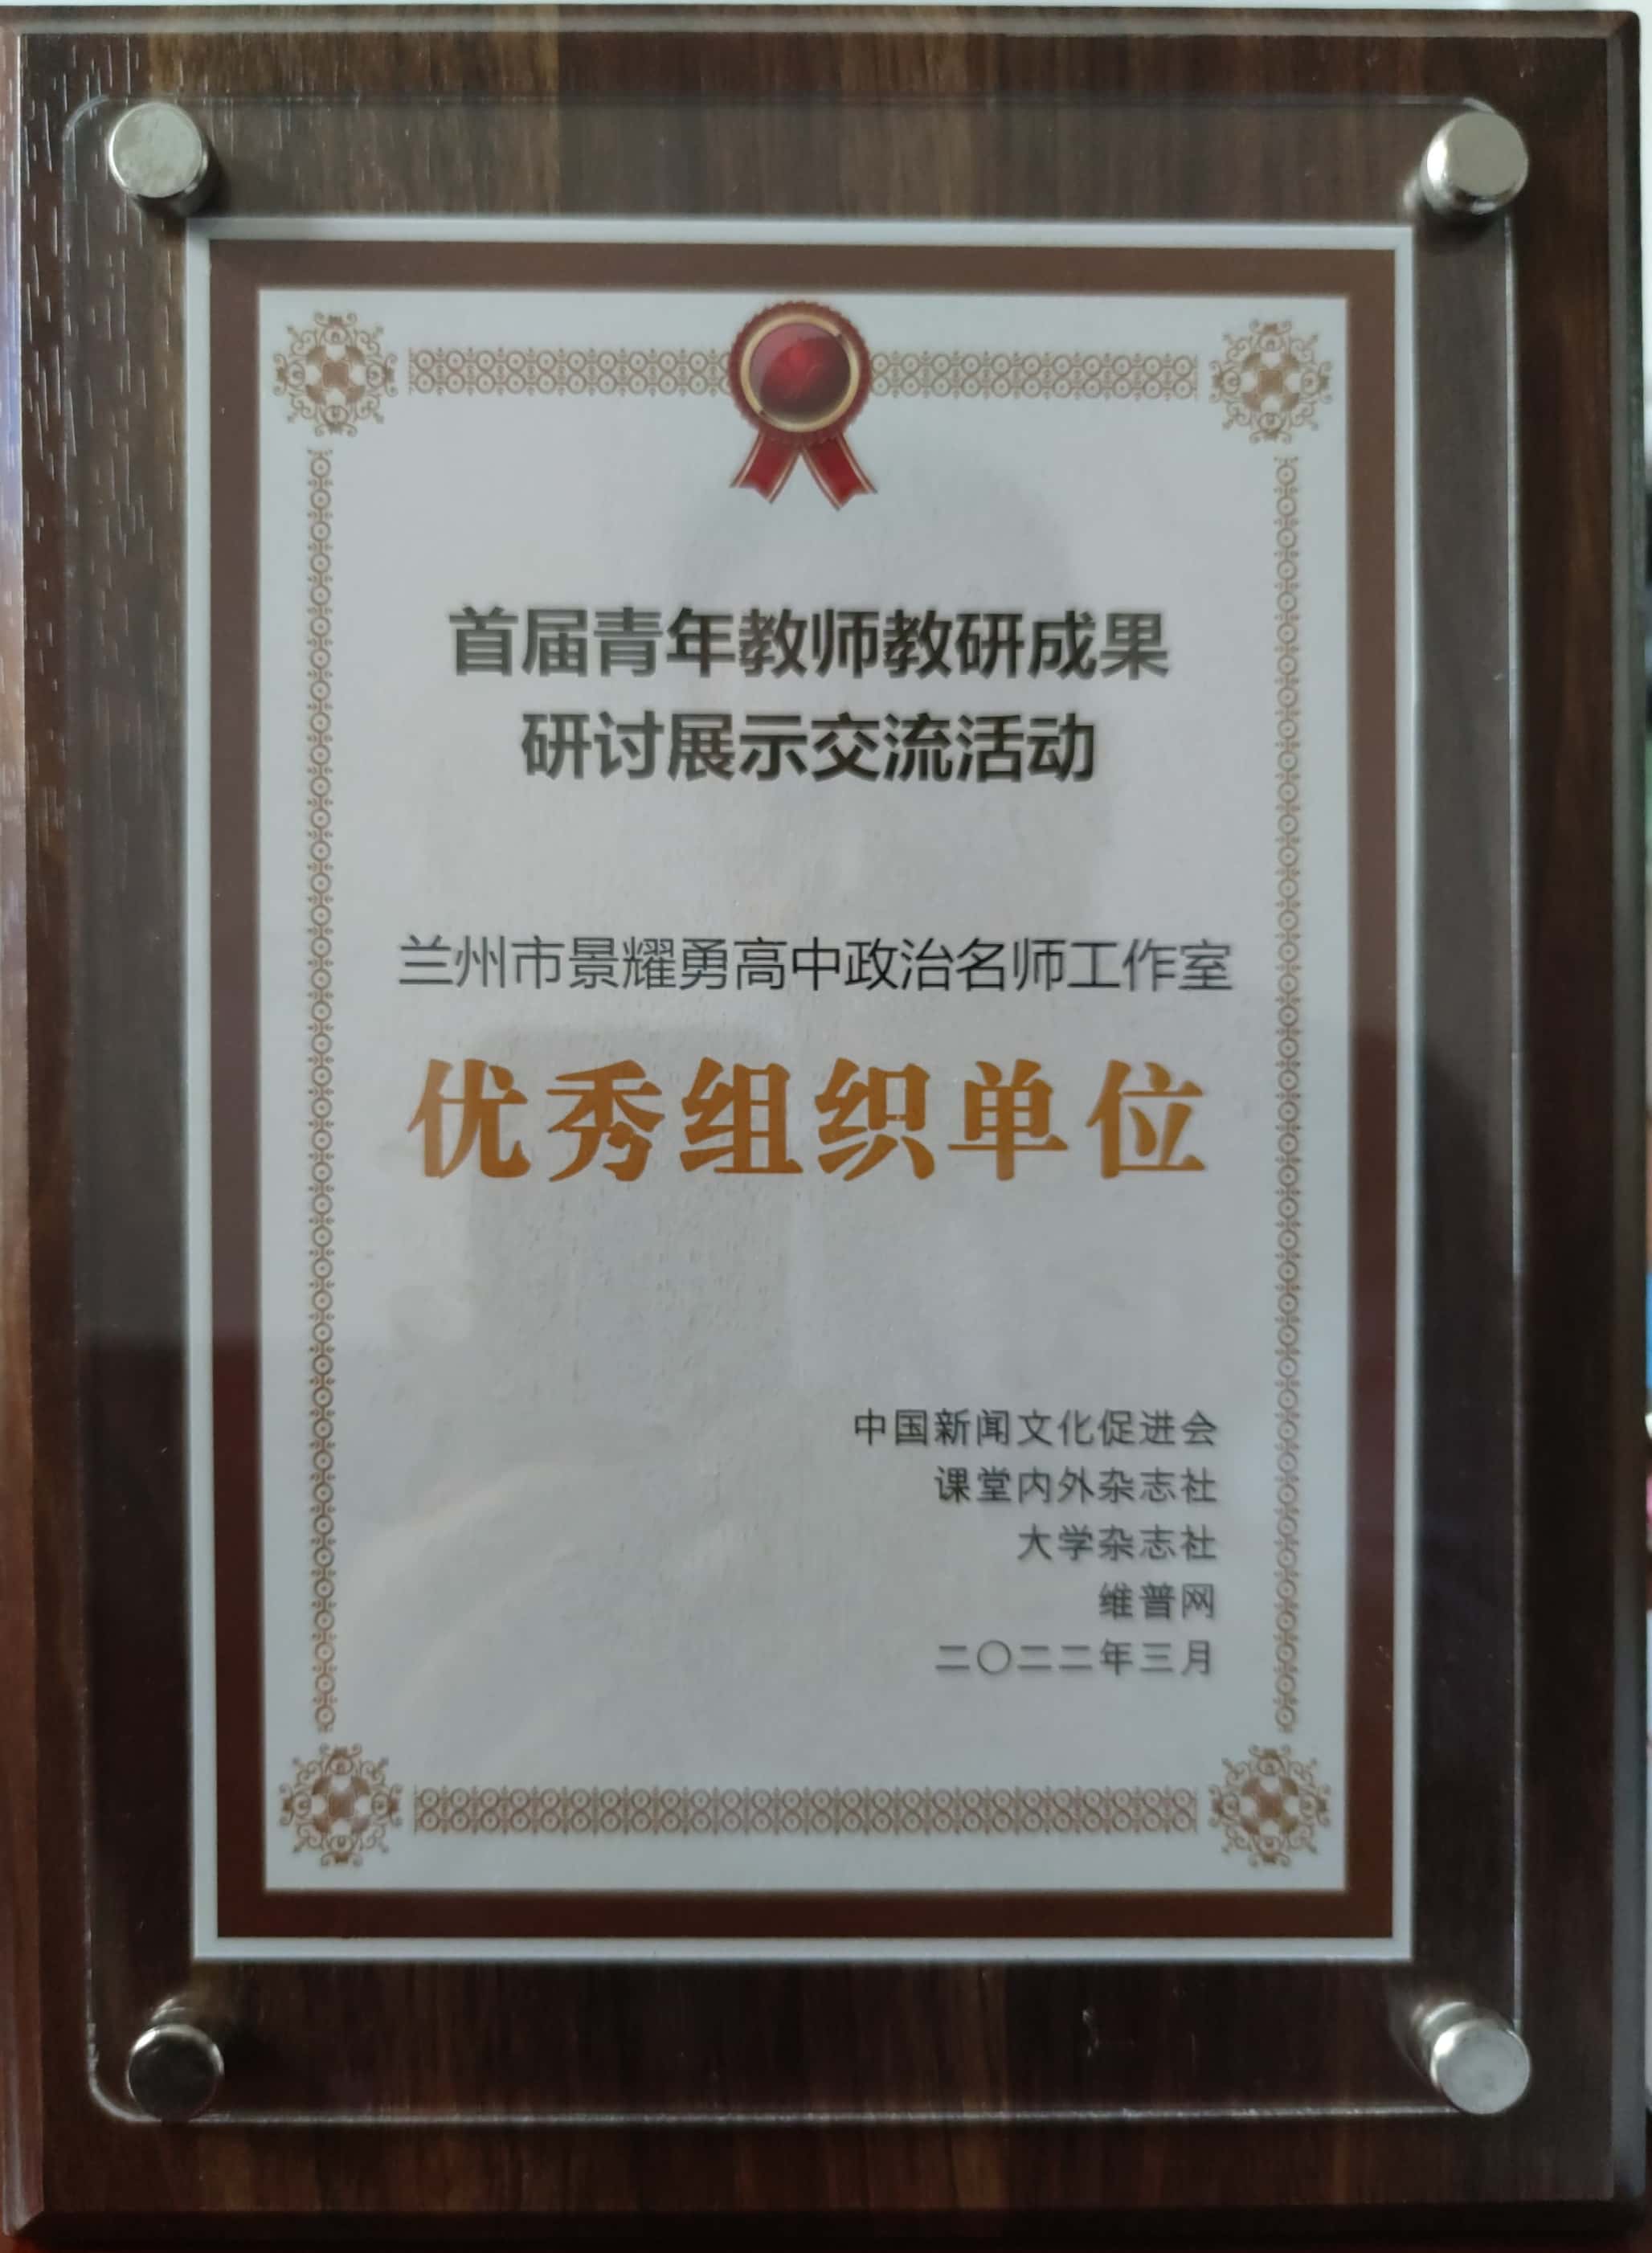 首届青年教师教研成果
研讨展示交流活动
兰州市景耀勇高中政治名师工作室
优秀组织单位
中国新闻文化促进会
课堂内外杂志社
大学杂志社
维普网
二〇二二年三月